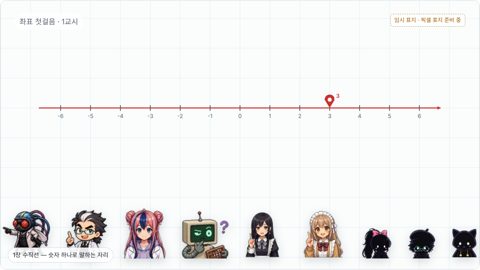 좌표 첫걸음 · 1교시
임시 표지 · 픽셀 표지 준비 중
3
-6 -5 -4 -3 -2 -1 0 1 2 3 4 5 6
?
1장 수직선 — 숫자 하나로 말하는 자리